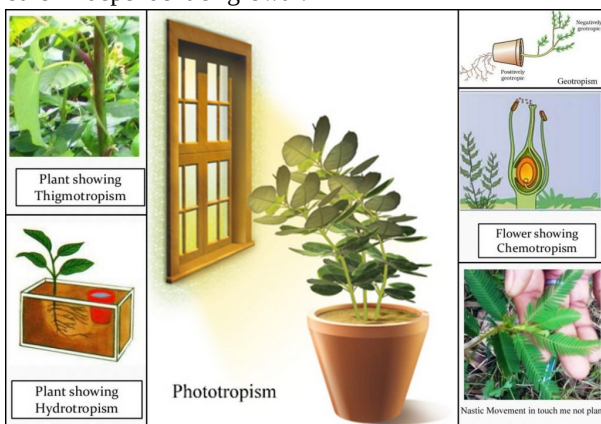 Plant showing
Thigmotropism
Plant showing
Hydrotropism
Phototropism
Negatively
geotropic
Positively
geotropic
Geotropism
Flower showing
Chemotropism
Nastic Movement in touch me not plan